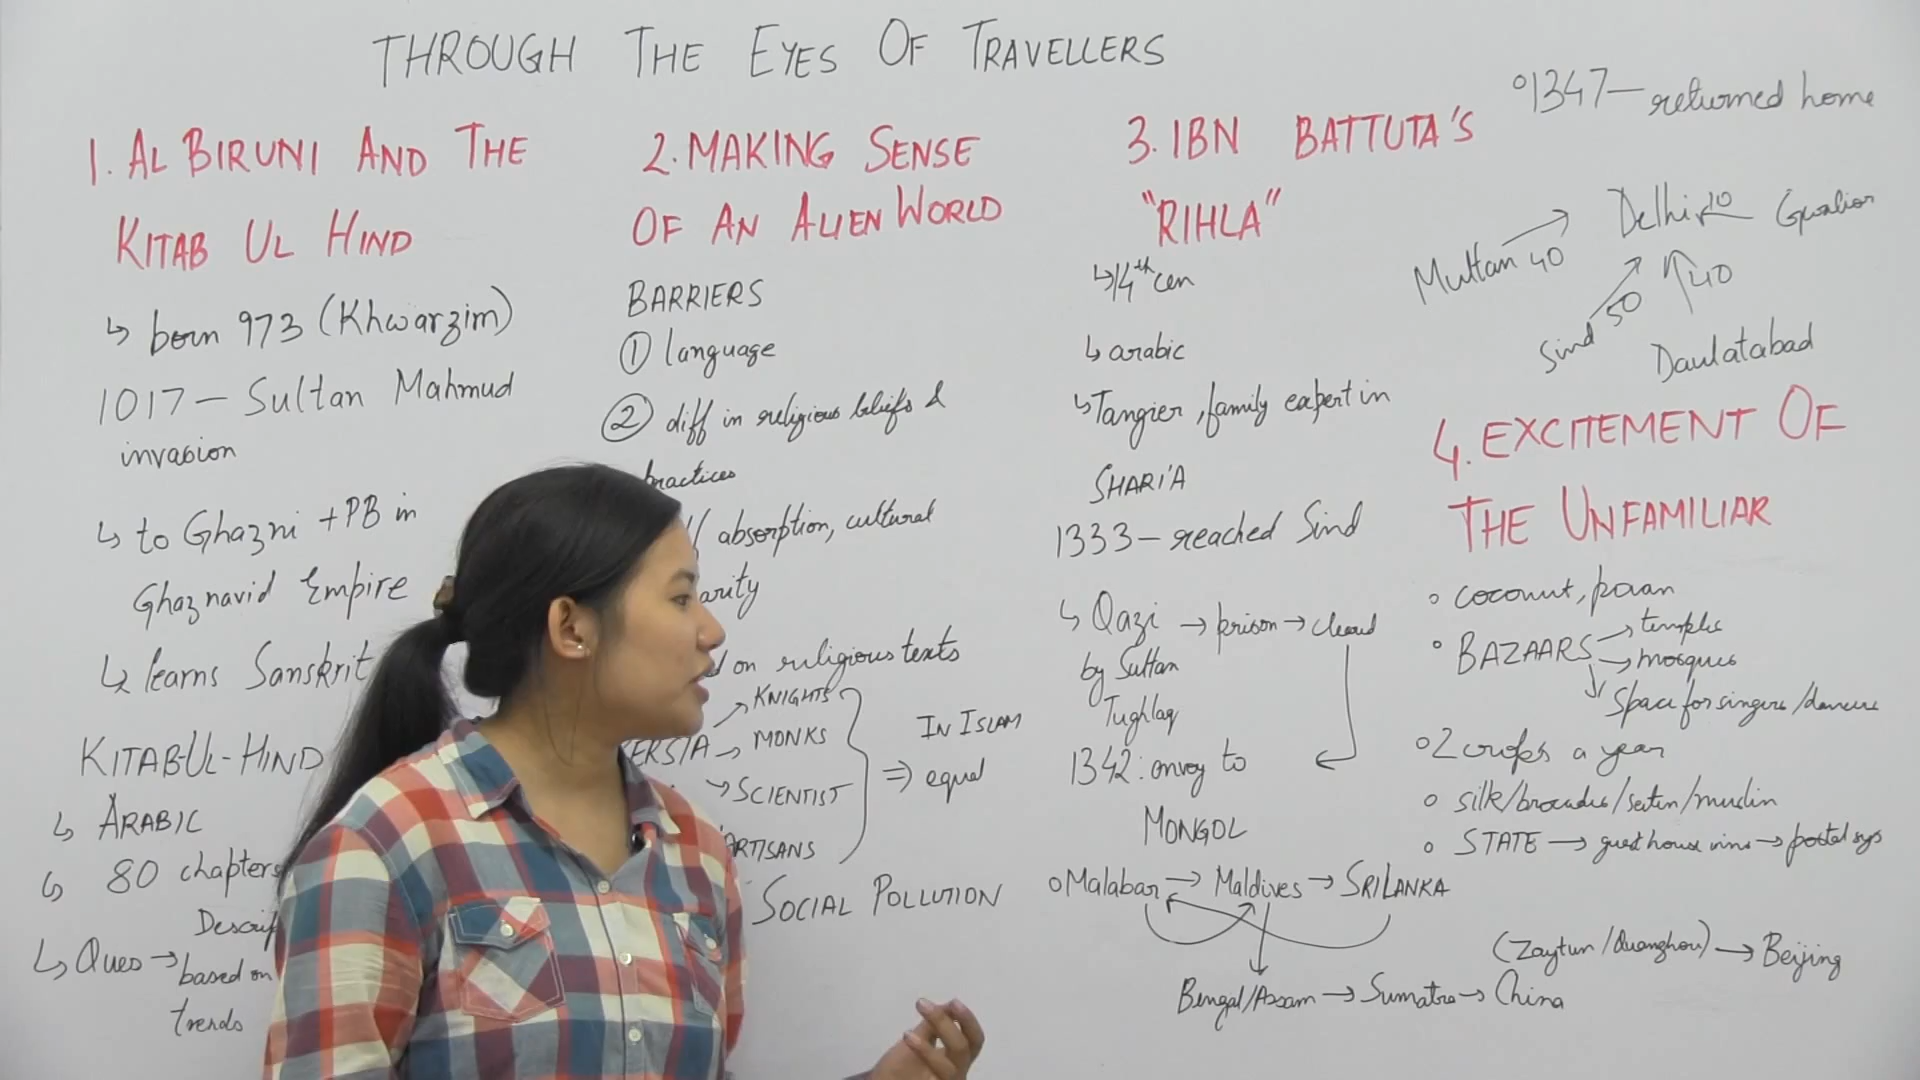 THROUGH THE EYES OF TRAVELLERS
1. AL BIRUNI AND THE
KITAB UL HIND
↳ born 973 (Khwarzim)
1017 – Sultan Mahmud
invasion
↳ to Ghazni + PB in
Ghaznavid Empire
↳ learns Sanskrit
KITAB-UL-HIND
↳ ARABIC
↳ 80 chapters
↳ Ques →
based on
trends
2. MAKING SENSE
OF AN ALIEN WORLD
BARRIERS
① language
② diff in religious beliefs &
practices
absorption, cultural
on religious texts
→ KNIGHTS
→ MONKS
→ SCIENTIST
ARTISANS
⇒ IN ISLAM
equal
SOCIAL POLLUTION
3. IBN BATTUTA'S
"RIHLA"
↳ 14th cen
↳ arabic
↳ Tangier, family expert in
SHARI'A
1333 – reached Sind
↳ Qazi → prison →
by Sultan
Tughlaq
1342: envoy to
MONGOL
o Malabar → Maldives → SRI LANKA
Bengal/Assam → Sumatra → China
(Zaytun/Quanzhou) → Beijing
o 1347 – returned home
Multan 40 → Delhi 10 Gwalior
Sind 50
40
Daulatabad
4. EXCITEMENT OF
THE UNFAMILIAR
o coconut, paan
o BAZAARS → temples
→ mosques
space for singers/dancers
o 2 crops a year
o silk/brocades/satin/muslin
o STATE → guest house inns → postal sys